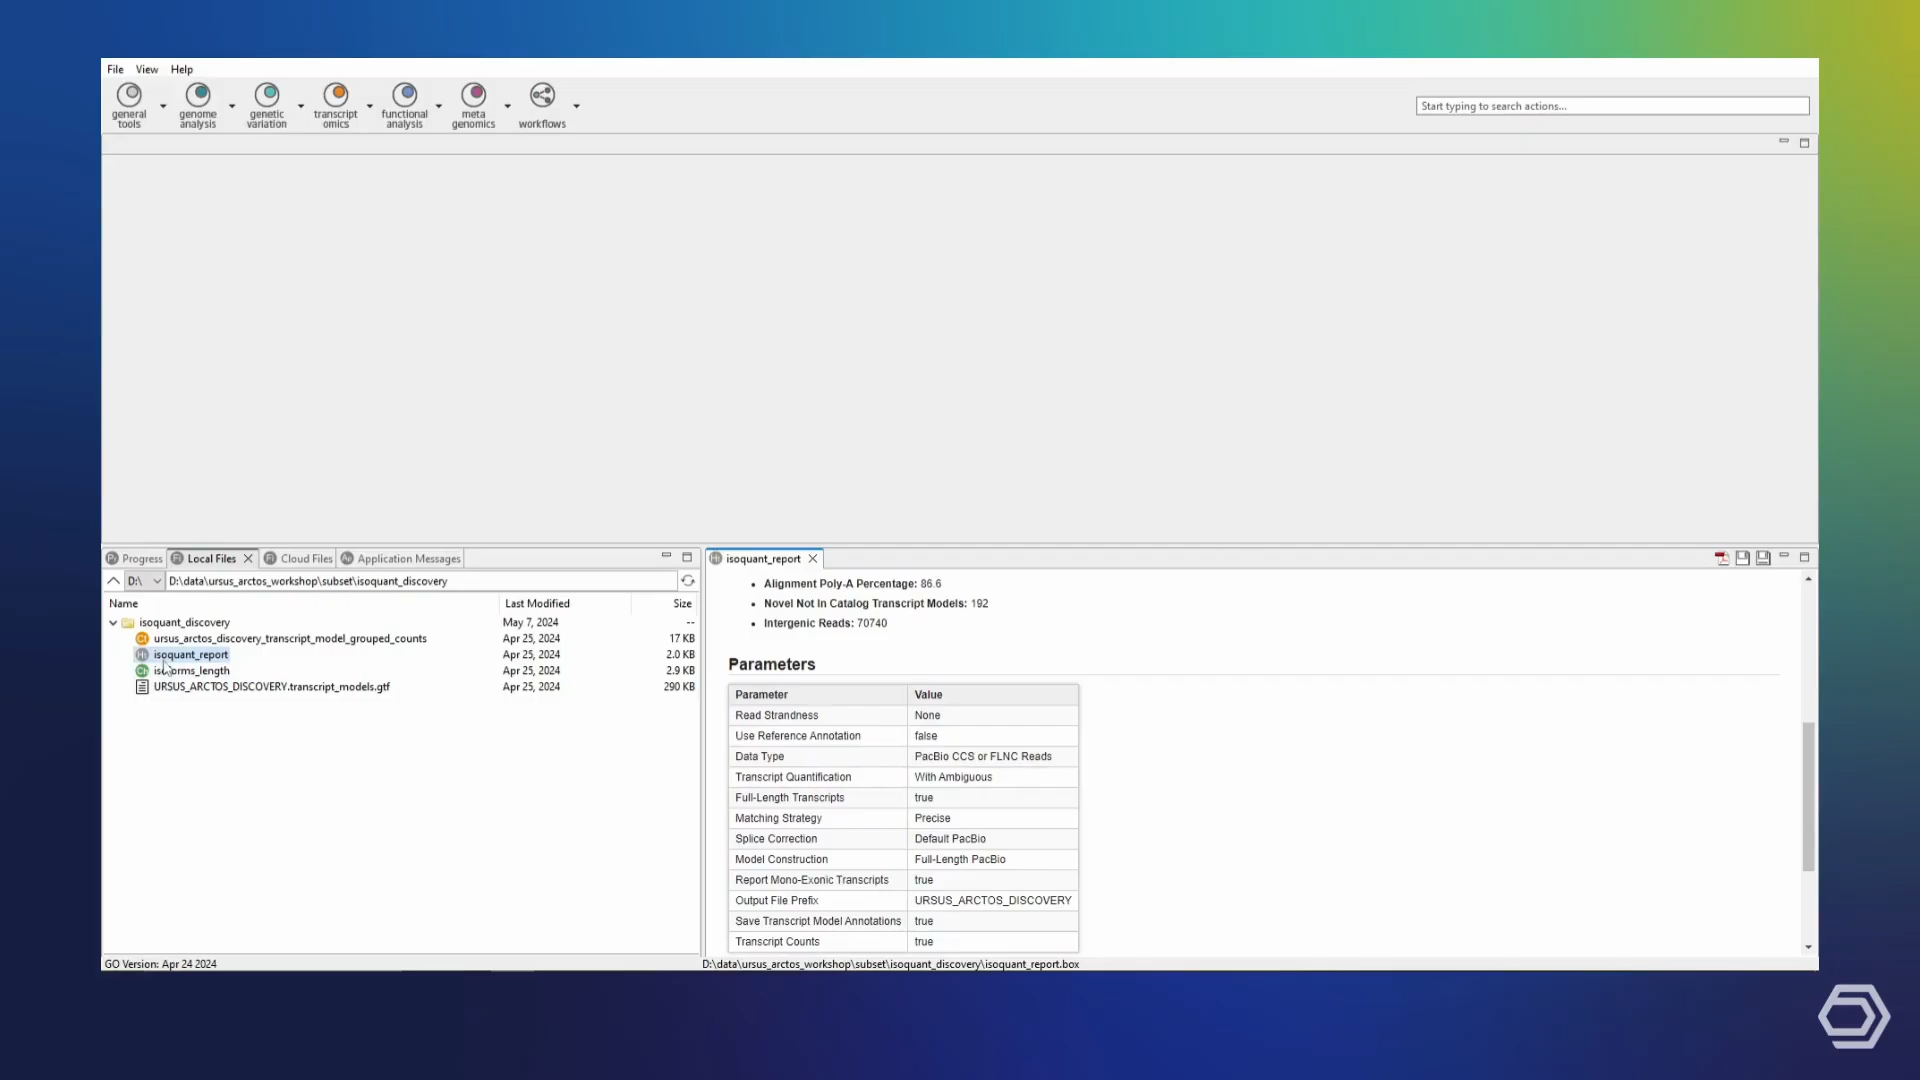 File View Help
general tools
genome analysis
genetic variation
transcript omics
functional analysis
meta genomics
workflows
Start typing to search actions...
Progress Local Files Cloud Files Application Messages
D:\ D:\data\ursus_arctos_workshop\subset\isoquant_discovery
Name Last Modified Size
isoquant_discovery May 7, 2024 --
ursus_arctos_discovery_transcript_model_grouped_counts Apr 25, 2024 17 KB
isoquant_report Apr 25, 2024 2.0 KB
isoforms_length Apr 25, 2024 2.9 KB
URSUS_ARCTOS_DISCOVERY.transcript_models.gtf Apr 25, 2024 290 KB
GO Version: Apr 24 2024
isoquant_report
• Alignment Poly-A Percentage: 86.6
• Novel Not In Catalog Transcript Models: 192
• Intergenic Reads: 70740
Parameters
Parameter Value
Read Strandness None
Use Reference Annotation false
Data Type PacBio CCS or FLNC Reads
Transcript Quantification With Ambiguous
Full-Length Transcripts true
Matching Strategy Precise
Splice Correction Default PacBio
Model Construction Full-Length PacBio
Report Mono-Exonic Transcripts true
Output File Prefix URSUS_ARCTOS_DISCOVERY
Save Transcript Model Annotations true
Transcript Counts true
D:\data\ursus_arctos_workshop\subset\isoquant_discovery\isoquant_report.box